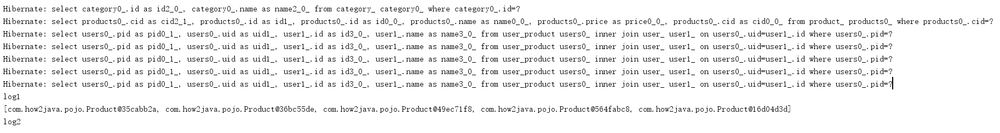 Hibernate: select category0_.id as id2_0_, category0_.name as name2_0_ from category_ category0_ where category0_.id=?
Hibernate: select products0_.cid as cid2_1_, products0_.id as id1_, products0_.id as id0_0_, products0_.name as name0_0_, products0_.price as price0_0_, products0_.cid as cid0_0_ from product_ products0_ where products0_.cid=?
Hibernate: select users0_.pid as pid0_1_, users0_.uid as uid1_, user1_.id as id3_0_, user1_.name as name3_0_ from user_product users0_ inner join user_ user1_ on users0_.uid=user1_.id where users0_.pid=?
Hibernate: select users0_.pid as pid0_1_, users0_.uid as uid1_, user1_.id as id3_0_, user1_.name as name3_0_ from user_product users0_ inner join user_ user1_ on users0_.uid=user1_.id where users0_.pid=?
Hibernate: select users0_.pid as pid0_1_, users0_.uid as uid1_, user1_.id as id3_0_, user1_.name as name3_0_ from user_product users0_ inner join user_ user1_ on users0_.uid=user1_.id where users0_.pid=?
Hibernate: select users0_.pid as pid0_1_, users0_.uid as uid1_, user1_.id as id3_0_, user1_.name as name3_0_ from user_product users0_ inner join user_ user1_ on users0_.uid=user1_.id where users0_.pid=?
Hibernate: select users0_.pid as pid0_1_, users0_.uid as uid1_, user1_.id as id3_0_, user1_.name as name3_0_ from user_product users0_ inner join user_ user1_ on users0_.uid=user1_.id where users0_.pid=?
log1
[com.how2java.pojo.Product@35cabb2a, com.how2java.pojo.Product@36bc55de, com.how2java.pojo.Product@49ec71f8, com.how2java.pojo.Product@564fabc8, com.how2java.pojo.Product@16d04d3d]
log2